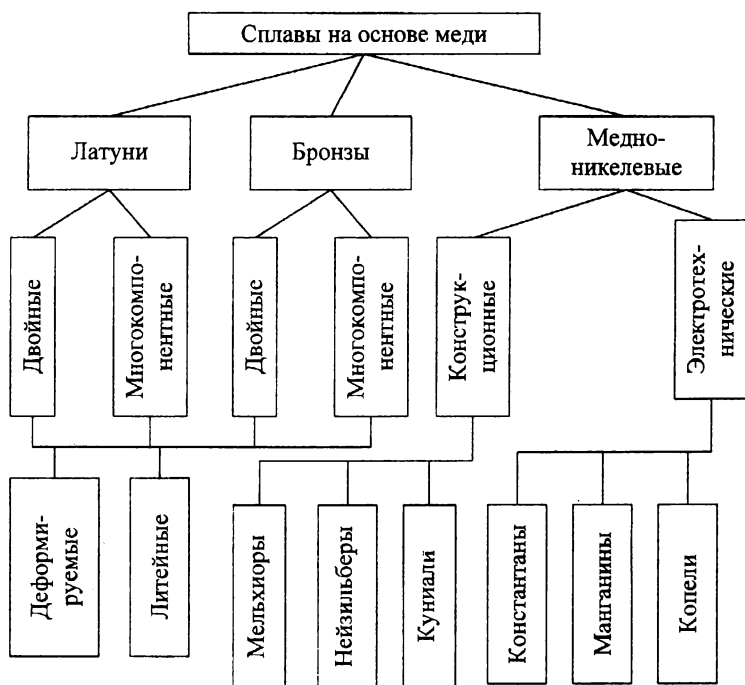 Сплавы на основе меди
Латуни
Бронзы
Медно-
никелевые
Двойные
Многокомпо-
нентные
Двойные
Многокомпо-
нентные
Конструк-
ционные
Электротех-
нические
Деформи-
руемые
Литейные
Мельхиоры
Нейзильберы
Куниали
Константаны
Манганины
Копели